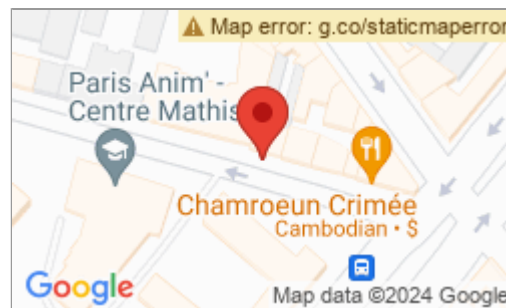 Map error: g.co/staticmaperror
Paris Anim' -
Centre Mathis
Chamroeun Crimée
Cambodian • $
Google
Map data ©2024 Google